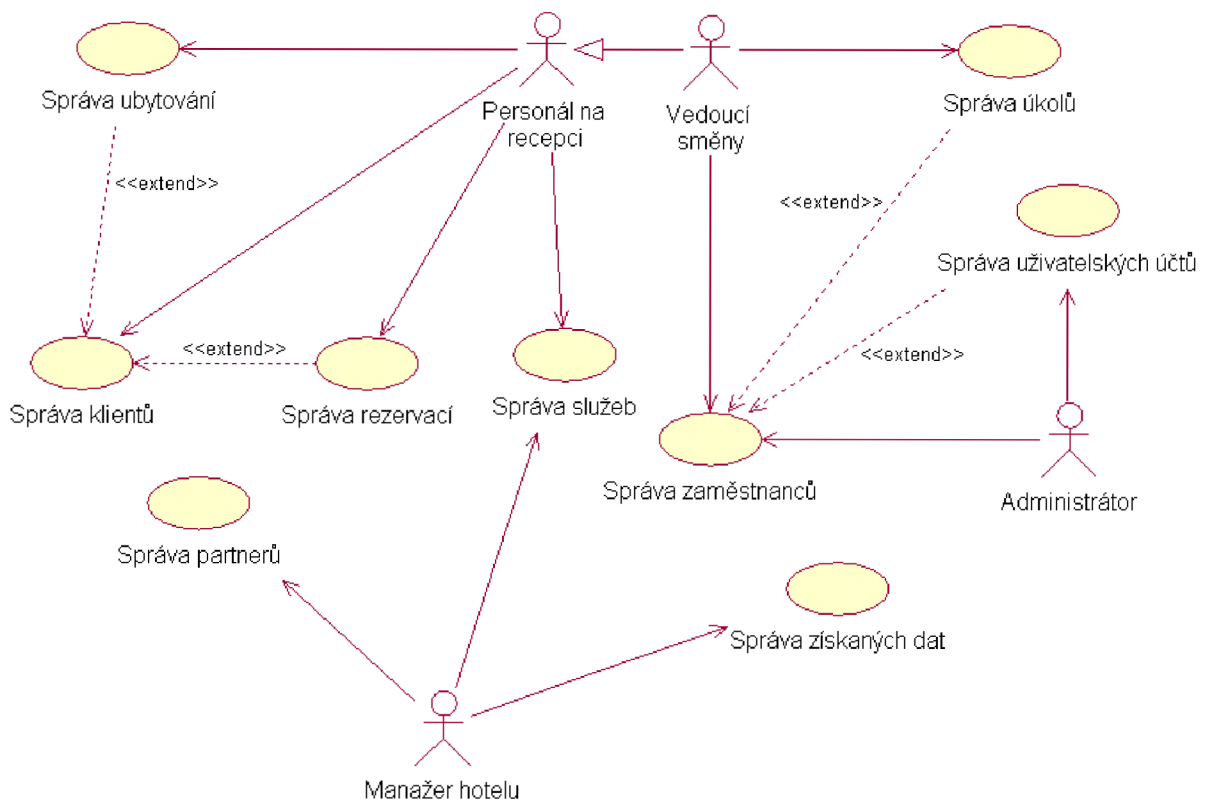 Správa ubytování
Personál na
recepci
Vedoucí
směny
Správa úkolů
<<extend>>
<<extend>>
Správa uživatelských účtů
<<extend>>
<<extend>>
Správa klientů
Správa rezervací
Správa služeb
Správa zaměstnanců
Administrátor
Správa partnerů
Správa získaných dat
Manažer hotelu